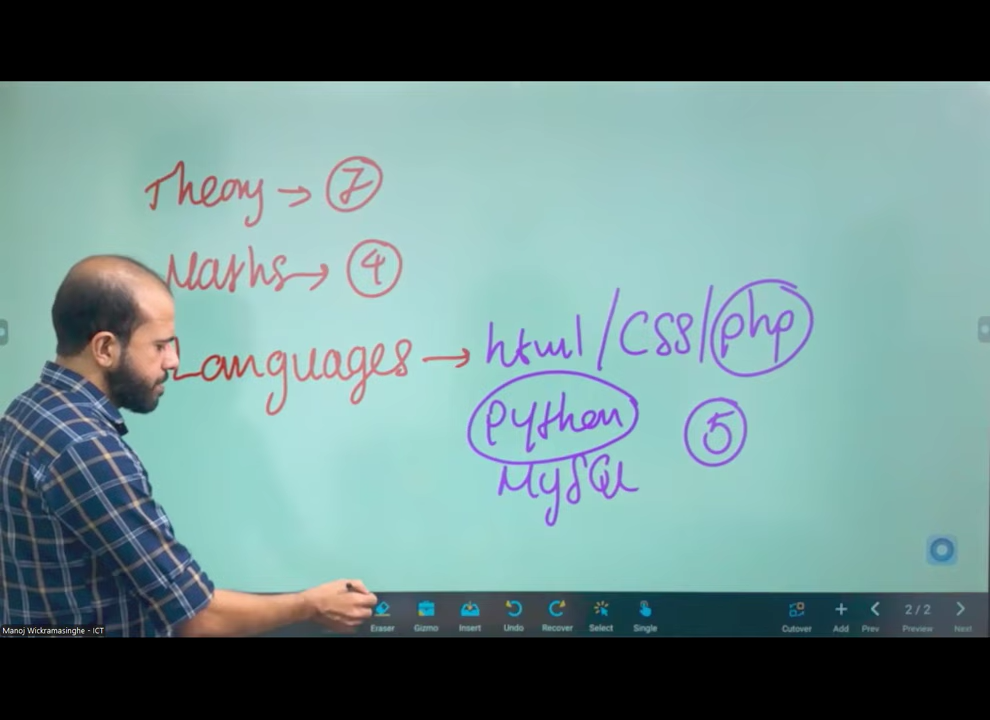 Theory → 7
Maths → 4
Languages → html / CSS / php
python 5
MySQL
Eraser Gizmo Insert Undo Recover Select Single Cutover Add Prev 2/2 Preview Next
Manoj Wickramasinghe - ICT